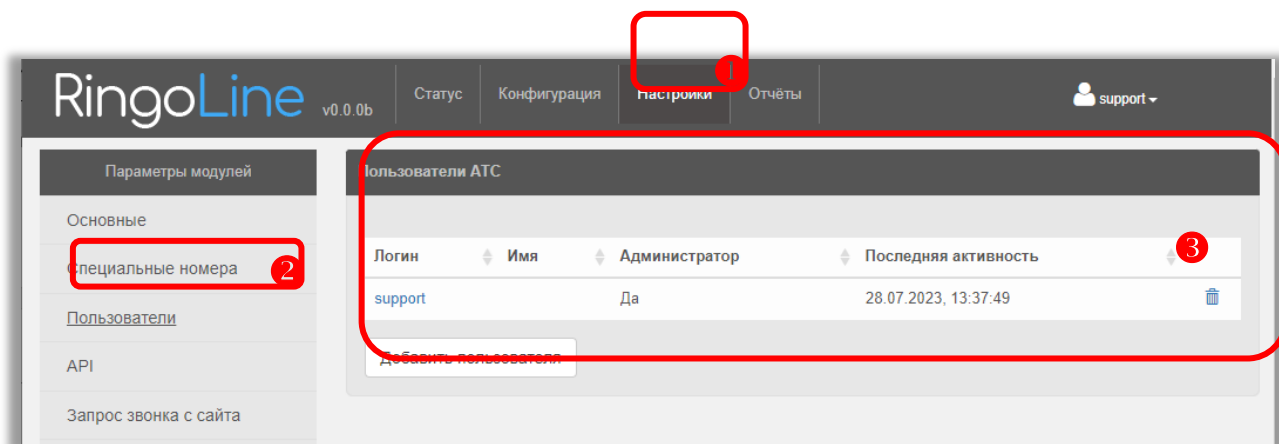 1
RingoLine v0.0.0b Статус Конфигурация Настройки Отчёты support
Параметры модулей
Пользователи АТС
Основные
Специальные номера 2
Пользователи
API
Запрос звонка с сайта
Логин Имя Администратор Последняя активность 3
support Да 28.07.2023, 13:37:49
Добавить пользователя